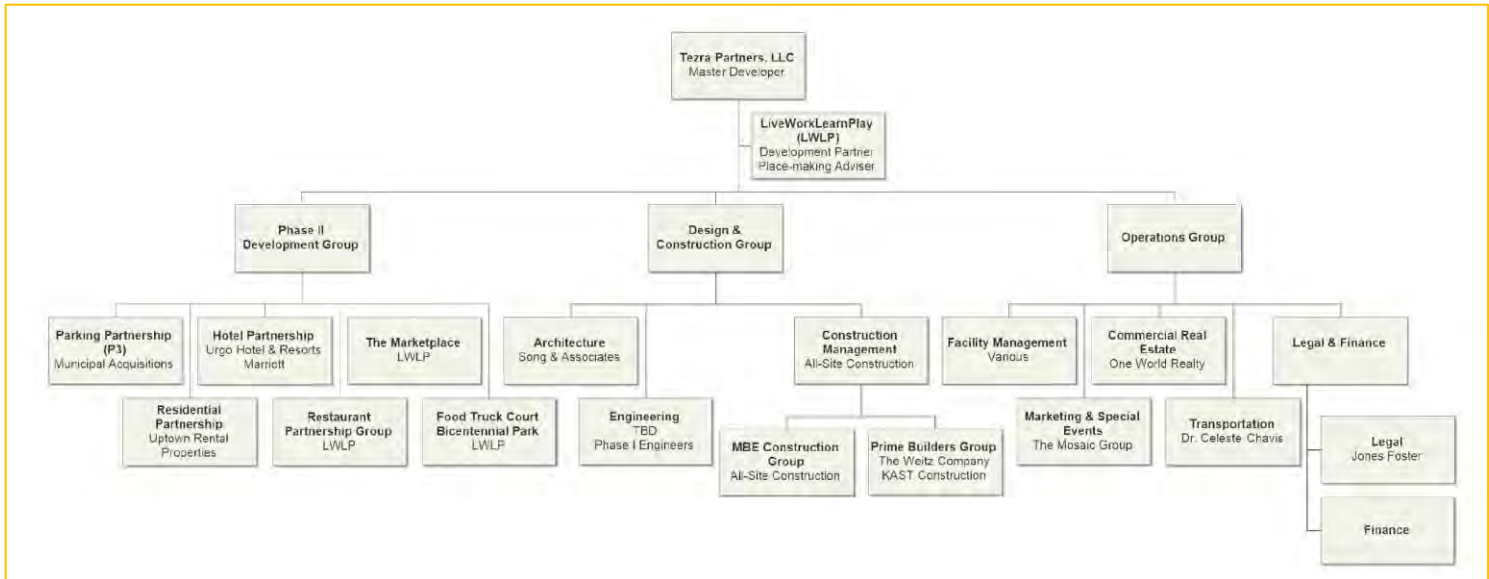 Tezra Partners, LLC
Master Developer
LiveWorkLearnPlay
(LWLP)
Development Partner
Place-making Adviser
Phase II
Development Group
Design &
Construction Group
Operations Group
Parking Partnership
(P3)
Municipal Acquisitions
Hotel Partnership
Urgo Hotel & Resorts
Marriott
The Marketplace
LWLP
Architecture
Song & Associates
Construction
Management
All-Site Construction
Facility Management
Various
Commercial Real
Estate
One World Realty
Legal & Finance
Residential
Partnership
Uptown Rental
Properties
Restaurant
Partnership Group
LWLP
Food Truck Court
Bicentennial Park
LWLP
Engineering
TBD
Phase I Engineers
MBE Construction
Group
All-Site Construction
Prime Builders Group
The Weitz Company
KAST Construction
Marketing & Special
Events
The Mosaic Group
Transportation
Dr. Celeste Chavis
Legal
Jones Foster
Finance